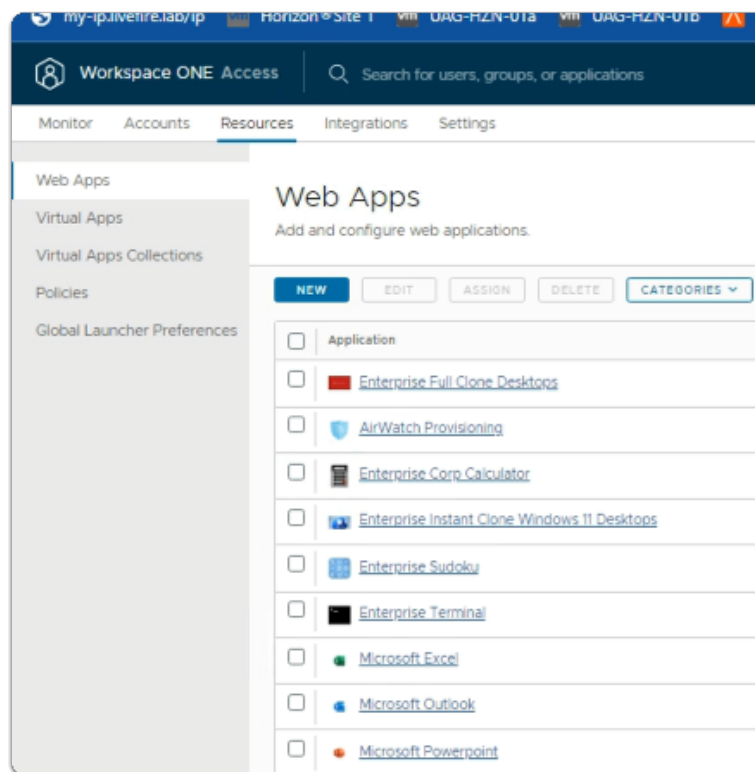 my-ip.livefire.lab/ip Horizon® Site 1 UAG-HZN-01a UAG-HZN-01b
Workspace ONE Access Search for users, groups, or applications
Monitor Accounts Resources Integrations Settings
Web Apps
Virtual Apps
Virtual Apps Collections
Policies
Global Launcher Preferences
Web Apps
Add and configure web applications.
NEW EDIT ASSIGN DELETE CATEGORIES
Application
Enterprise Full Clone Desktops
AirWatch Provisioning
Enterprise Corp Calculator
Enterprise Instant Clone Windows 11 Desktops
Enterprise Sudoku
Enterprise Terminal
Microsoft Excel
Microsoft Outlook
Microsoft Powerpoint